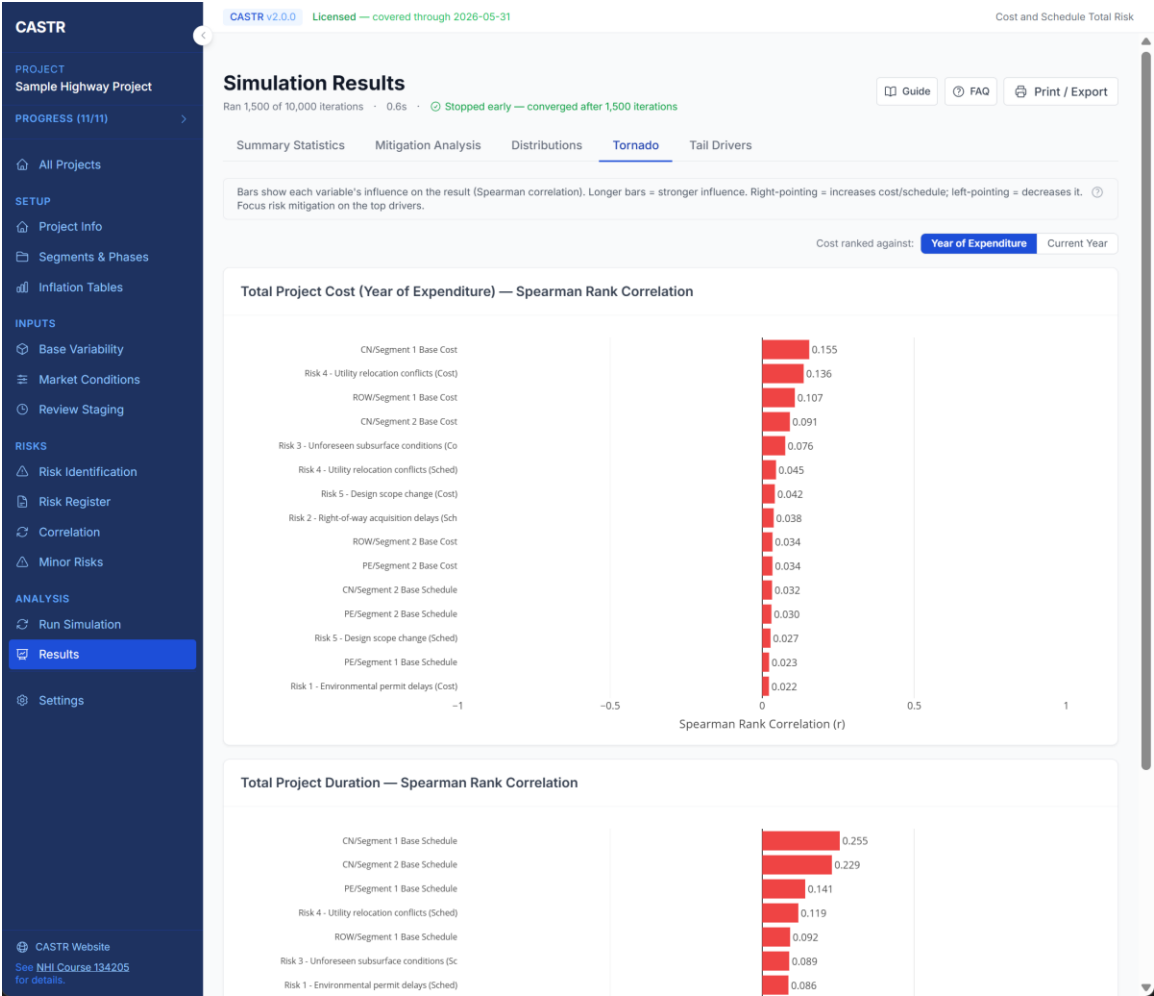 CASTR
PROJECT
Sample Highway Project
PROGRESS (11/11)
All Projects
SETUP
Project Info
Segments & Phases
Inflation Tables
INPUTS
Base Variability
Market Conditions
Review Staging
RISKS
Risk Identification
Risk Register
Correlation
Minor Risks
ANALYSIS
Run Simulation
Results
Settings
CASTR Website
See NHI Course 134205
for details.
CASTR v2.0.0 Licensed — covered through 2026-05-31 Cost and Schedule Total Risk
Simulation Results
Ran 1,500 of 10,000 iterations · 0.6s · Stopped early — converged after 1,500 iterations
Guide FAQ Print / Export
Summary Statistics Mitigation Analysis Distributions Tornado Tail Drivers
Bars show each variable's influence on the result (Spearman correlation). Longer bars = stronger influence. Right-pointing = increases cost/schedule; left-pointing = decreases it.
Focus risk mitigation on the top drivers.
Cost ranked against: Year of Expenditure Current Year
Total Project Cost (Year of Expenditure) — Spearman Rank Correlation
CN/Segment 1 Base Cost 0.155
Risk 4 - Utility relocation conflicts (Cost) 0.136
ROW/Segment 1 Base Cost 0.107
CN/Segment 2 Base Cost 0.091
Risk 3 - Unforeseen subsurface conditions (Co 0.076
Risk 4 - Utility relocation conflicts (Sched) 0.045
Risk 5 - Design scope change (Cost) 0.042
Risk 2 - Right-of-way acquisition delays (Sch 0.038
ROW/Segment 2 Base Cost 0.034
PE/Segment 2 Base Cost 0.034
CN/Segment 2 Base Schedule 0.032
PE/Segment 2 Base Schedule 0.030
Risk 5 - Design scope change (Sched) 0.027
PE/Segment 1 Base Schedule 0.023
Risk 1 - Environmental permit delays (Cost) 0.022
−1 −0.5 0 0.5 1
Spearman Rank Correlation (r)
Total Project Duration — Spearman Rank Correlation
CN/Segment 1 Base Schedule 0.255
CN/Segment 2 Base Schedule 0.229
PE/Segment 1 Base Schedule 0.141
Risk 4 - Utility relocation conflicts (Sched) 0.119
ROW/Segment 1 Base Schedule 0.092
Risk 3 - Unforeseen subsurface conditions (Sc 0.089
Risk 1 - Environmental permit delays (Sched) 0.086